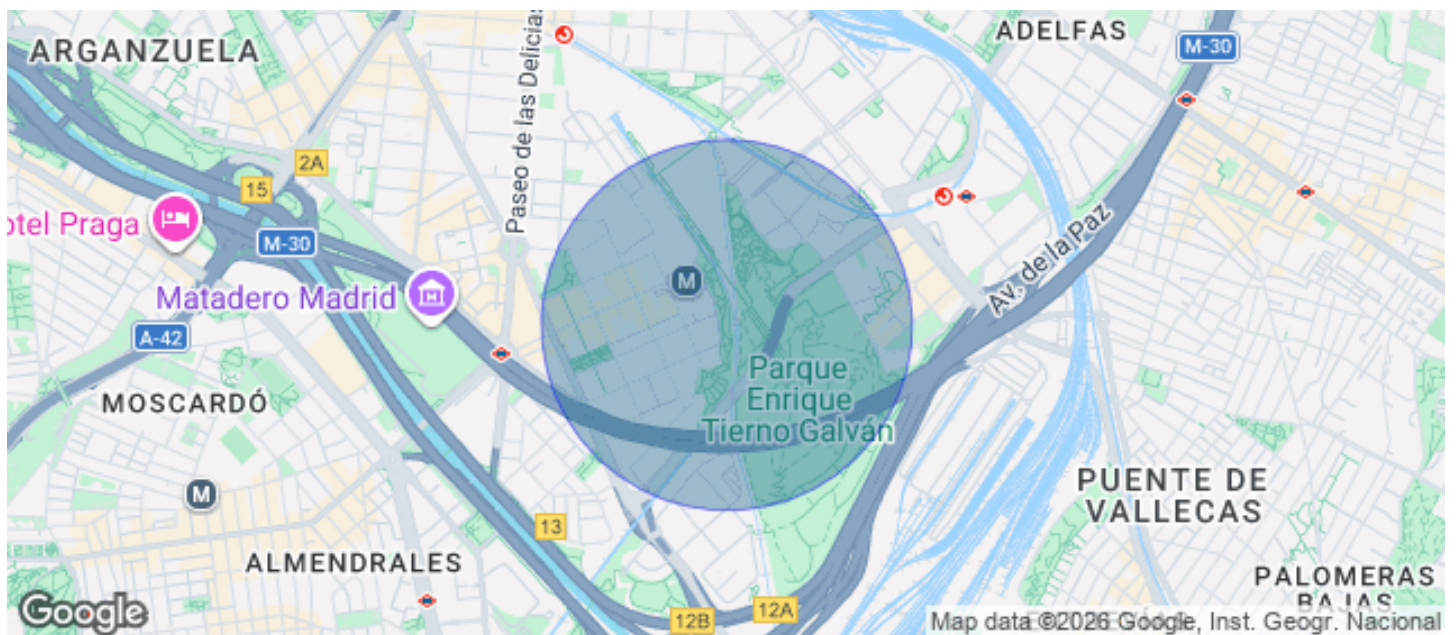 ARGANZUELA
Paseo de las Delicias
ADELFAS
M-30
2A
15
otel Praga
M-30
Matadero Madrid
M
Av. de la Paz
A-42
MOSCARDÓ
Parque
Enrique
Tierno Galván
M
PUENTE DE
VALLECAS
13
ALMENDRALES
PALOMERAS
BAJAS
12B
12A
Google
Map data ©2026 Google, Inst. Geogr. Nacional